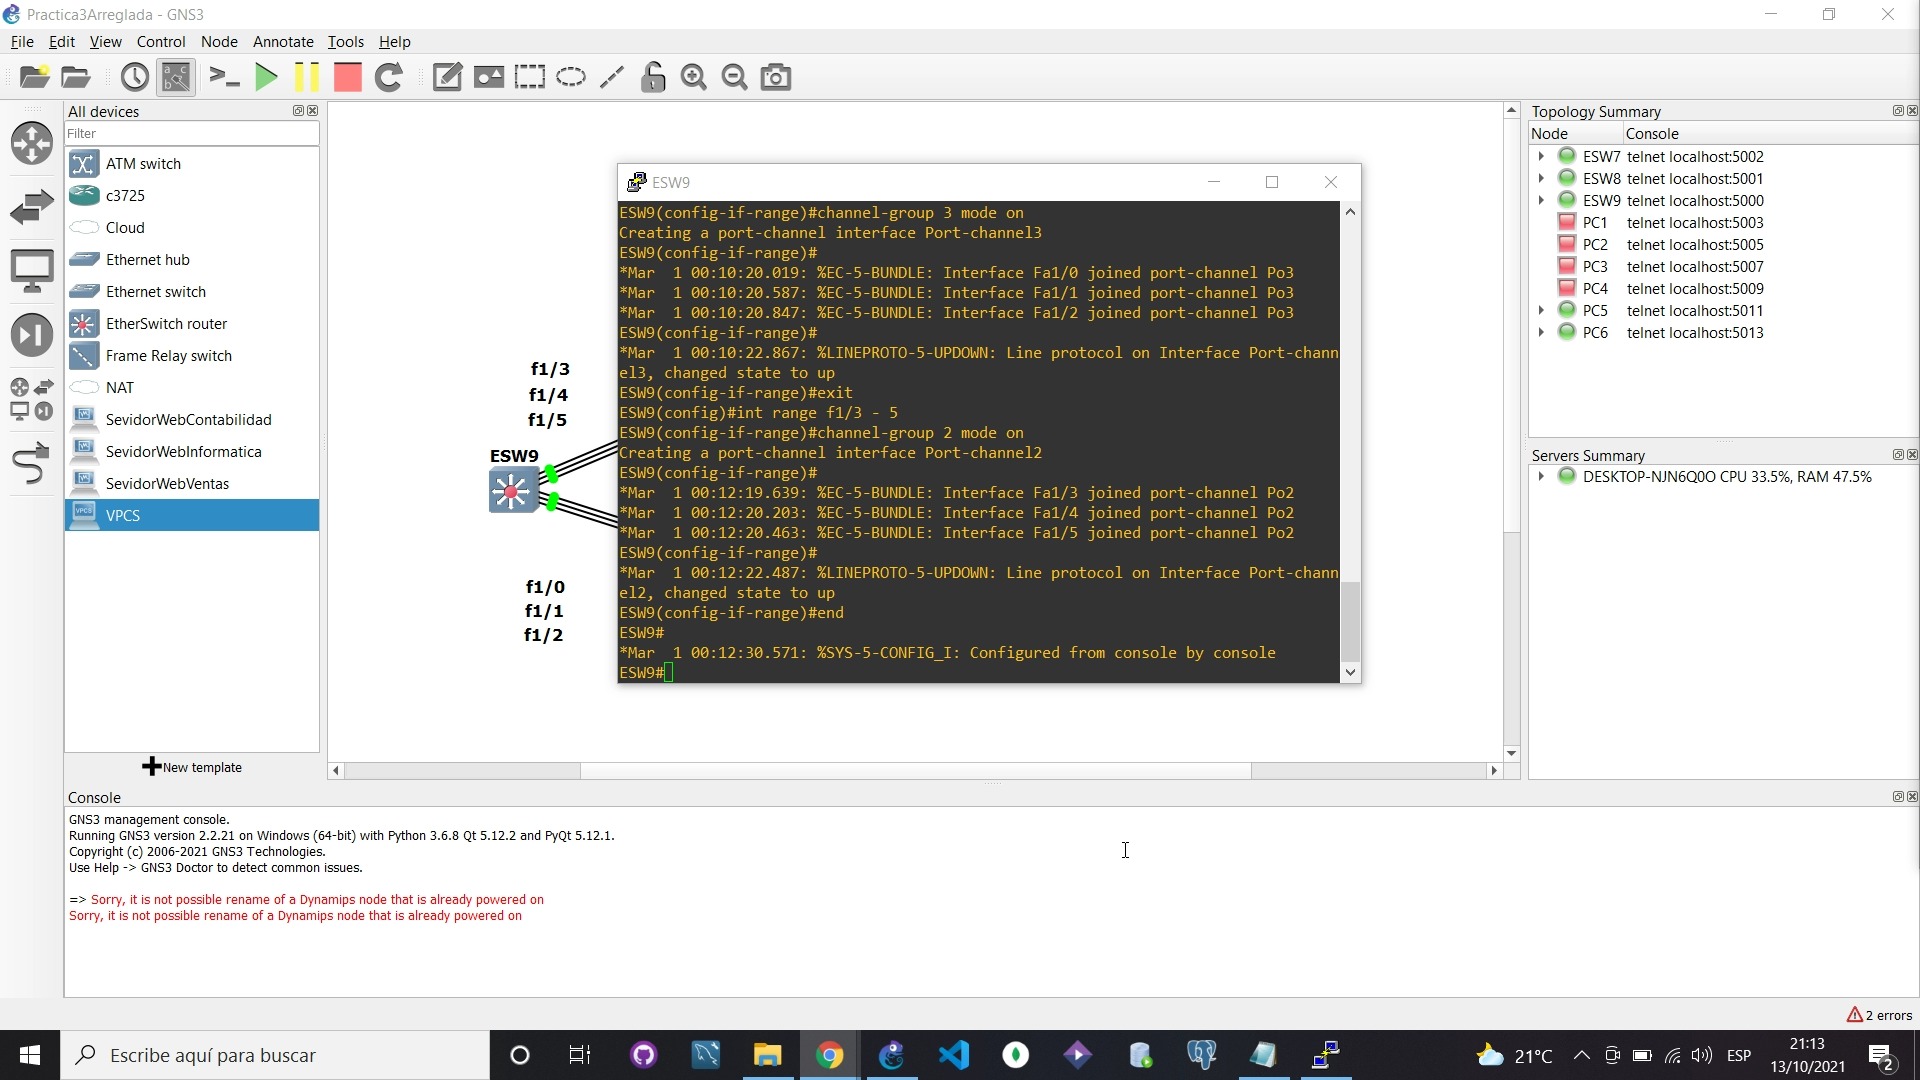 Practica3Arreglada - GNS3
File Edit View Control Node Annotate Tools Help
All devices
Filter
ATM switch
c3725
Cloud
Ethernet hub
Ethernet switch
EtherSwitch router
Frame Relay switch
NAT
SevidorWebContabilidad
SevidorWebInformatica
SevidorWebVentas
VPCS
New template
f1/3
f1/4
f1/5
ESW9
f1/0
f1/1
f1/2
ESW9
ESW9(config-if-range)#channel-group 3 mode on
Creating a port-channel interface Port-channel3
ESW9(config-if-range)#
*Mar  1 00:10:20.019: %EC-5-BUNDLE: Interface Fa1/0 joined port-channel Po3
*Mar  1 00:10:20.587: %EC-5-BUNDLE: Interface Fa1/1 joined port-channel Po3
*Mar  1 00:10:20.847: %EC-5-BUNDLE: Interface Fa1/2 joined port-channel Po3
ESW9(config-if-range)#
*Mar  1 00:10:22.867: %LINEPROTO-5-UPDOWN: Line protocol on Interface Port-chann
el3, changed state to up
ESW9(config-if-range)#exit
ESW9(config)#int range f1/3 - 5
ESW9(config-if-range)#channel-group 2 mode on
Creating a port-channel interface Port-channel2
ESW9(config-if-range)#
*Mar  1 00:12:19.639: %EC-5-BUNDLE: Interface Fa1/3 joined port-channel Po2
*Mar  1 00:12:20.203: %EC-5-BUNDLE: Interface Fa1/4 joined port-channel Po2
*Mar  1 00:12:20.463: %EC-5-BUNDLE: Interface Fa1/5 joined port-channel Po2
ESW9(config-if-range)#
*Mar  1 00:12:22.487: %LINEPROTO-5-UPDOWN: Line protocol on Interface Port-chann
el2, changed state to up
ESW9(config-if-range)#end
ESW9#
*Mar  1 00:12:30.571: %SYS-5-CONFIG_I: Configured from console by console
ESW9#
Topology Summary
Node Console
ESW7 telnet localhost:5002
ESW8 telnet localhost:5001
ESW9 telnet localhost:5000
PC1 telnet localhost:5003
PC2 telnet localhost:5005
PC3 telnet localhost:5007
PC4 telnet localhost:5009
PC5 telnet localhost:5011
PC6 telnet localhost:5013
Servers Summary
DESKTOP-NJN6Q0O CPU 33.5%, RAM 47.5%
Console
GNS3 management console.
Running GNS3 version 2.2.21 on Windows (64-bit) with Python 3.6.8 Qt 5.12.2 and PyQt 5.12.1.
Copyright (c) 2006-2021 GNS3 Technologies.
Use Help -> GNS3 Doctor to detect common issues.
=> Sorry, it is not possible rename of a Dynamips node that is already powered on
Sorry, it is not possible rename of a Dynamips node that is already powered on
2 errors
Escribe aquí para buscar
21°C
ESP
21:13
13/10/2021
2